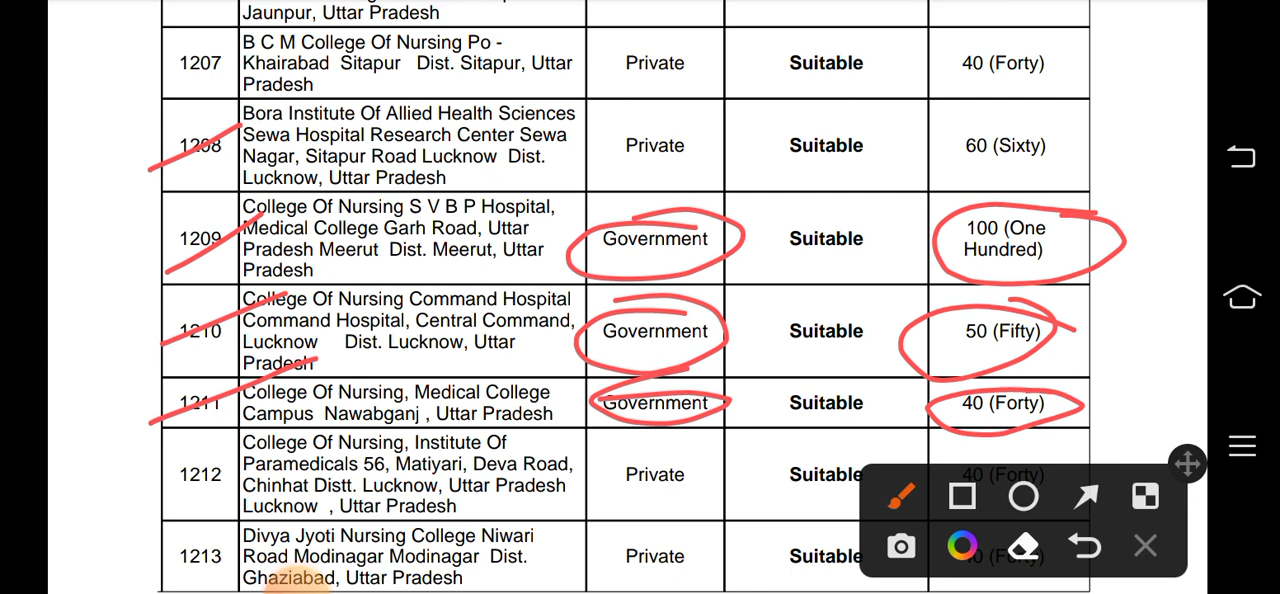 Jaunpur, Uttar Pradesh
1207
B C M College Of Nursing Po -
Khairabad Sitapur Dist. Sitapur, Uttar
Pradesh
Private
Suitable
40 (Forty)
1208
Bora Institute Of Allied Health Sciences
Sewa Hospital Research Center Sewa
Nagar, Sitapur Road Lucknow Dist.
Lucknow, Uttar Pradesh
Private
Suitable
60 (Sixty)
1209
College Of Nursing S V B P Hospital,
Medical College Garh Road, Uttar
Pradesh Meerut Dist. Meerut, Uttar
Pradesh
Government
Suitable
100 (One
Hundred)
1210
College Of Nursing Command Hospital
Command Hospital, Central Command,
Lucknow Dist. Lucknow, Uttar
Pradesh
Government
Suitable
50 (Fifty)
1211
College Of Nursing, Medical College
Campus Nawabganj , Uttar Pradesh
Government
Suitable
40 (Forty)
1212
College Of Nursing, Institute Of
Paramedicals 56, Matiyari, Deva Road,
Chinhat Distt. Lucknow, Uttar Pradesh
Lucknow , Uttar Pradesh
Private
Suitable
40 (Forty)
1213
Divya Jyoti Nursing College Niwari
Road Modinagar Modinagar Dist.
Ghaziabad, Uttar Pradesh
Private
Suitable